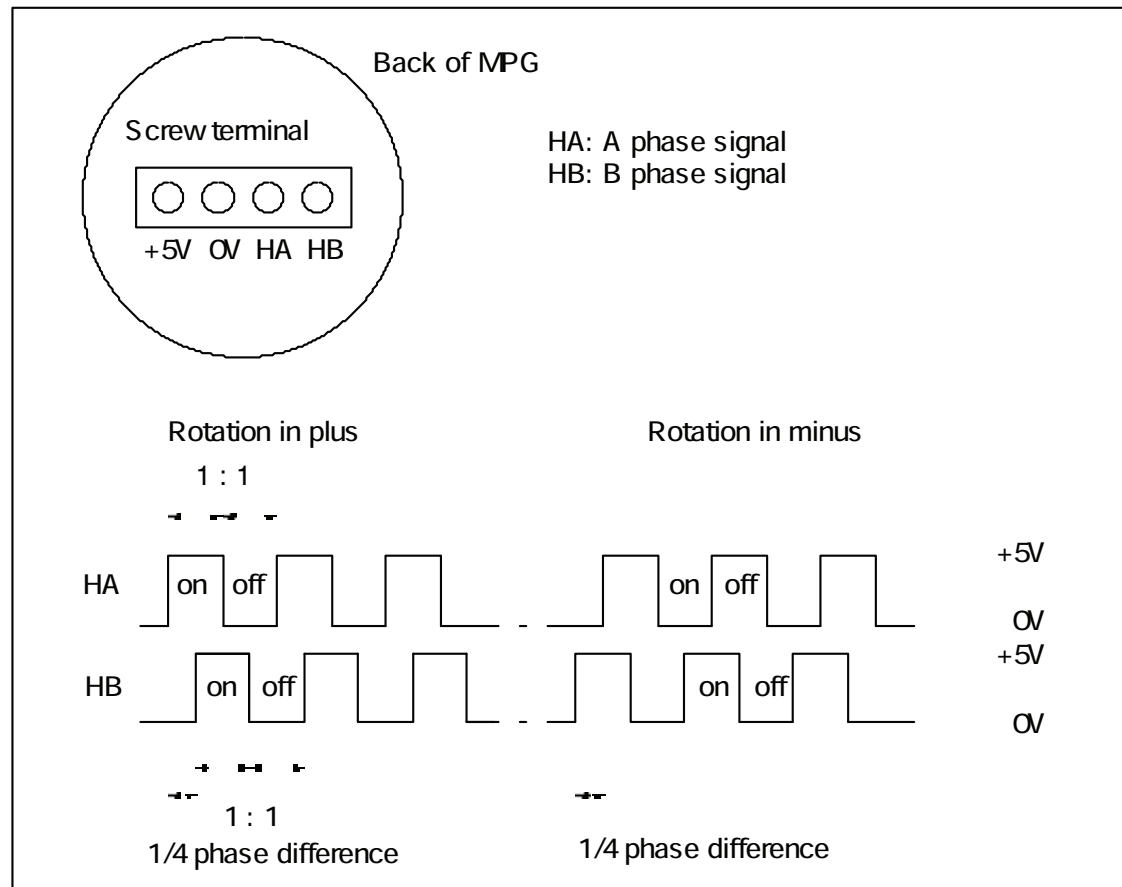 Back of MPG
Screw terminal
HA: A phase signal
HB: B phase signal
+5V 0V HA HB
Rotation in plus
Rotation in minus
1 : 1
HA
on off
on off
+5V
0V
HB
on off
on off
+5V
0V
1 : 1
1/4 phase difference
1/4 phase difference